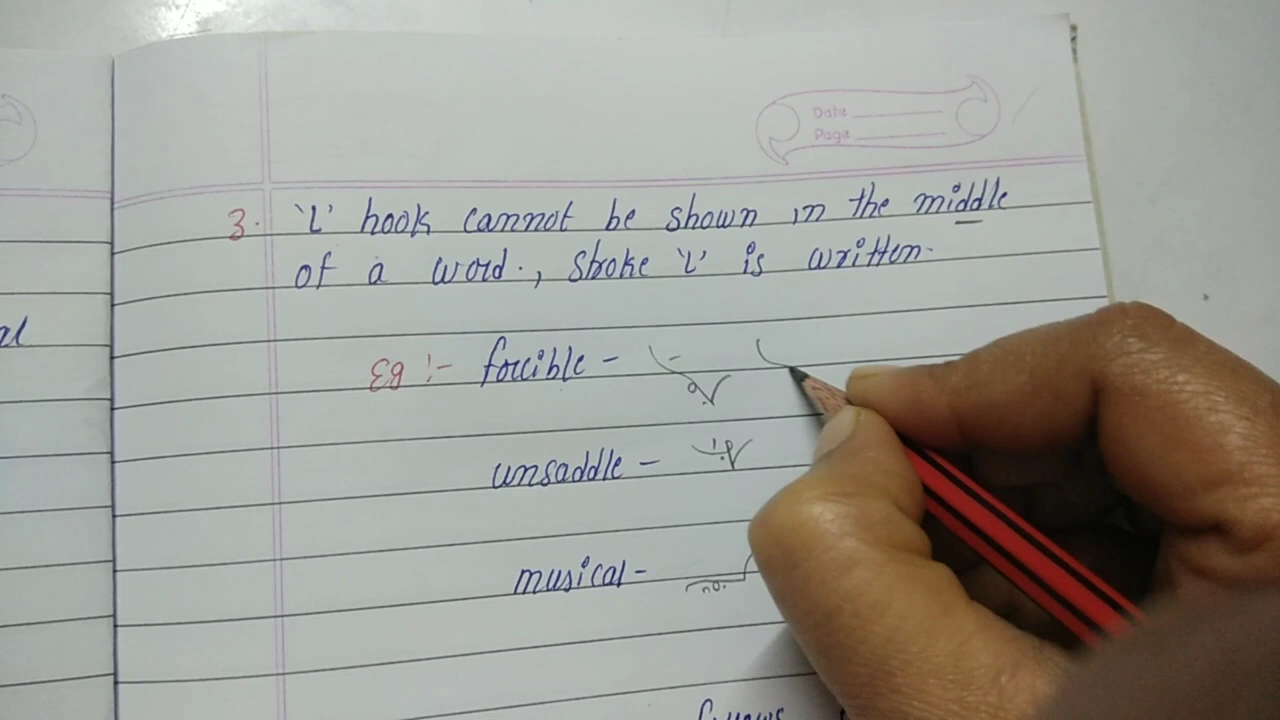 Date
Page
3. 'L' hook cannot be shown in the middle
of a word., stroke 'L' is written.
Eg :- forcible -
unsaddle -
musical -